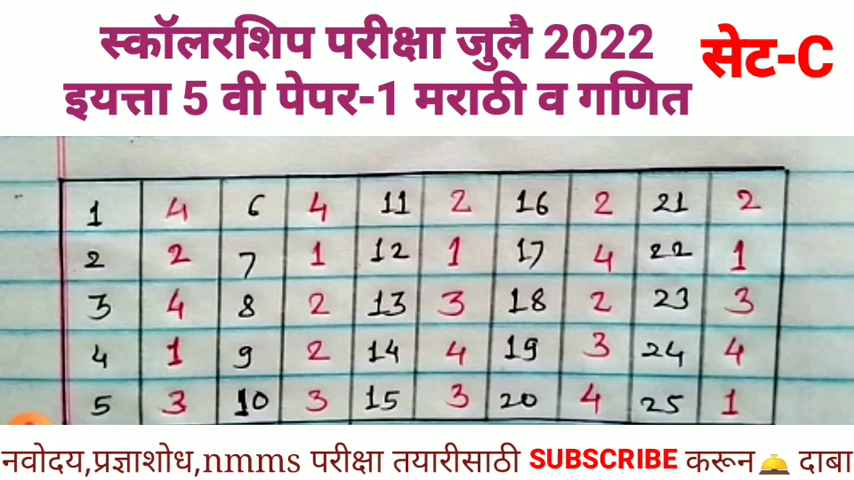 स्कॉलरशिप परीक्षा जुलै 2022
सेट-C
इयत्ता 5 वी पेपर-1 मराठी व गणित
1 4 6 4 11 2 16 2 21 2
2 2 7 1 12 1 17 4 22 1
3 4 8 2 13 3 18 2 23 3
4 1 9 2 14 4 19 3 24 4
5 3 10 3 15 3 20 4 25 1
नवोदय,प्रज्ञाशोध,nmms परीक्षा तयारीसाठी SUBSCRIBE करून🛎️ दाबा